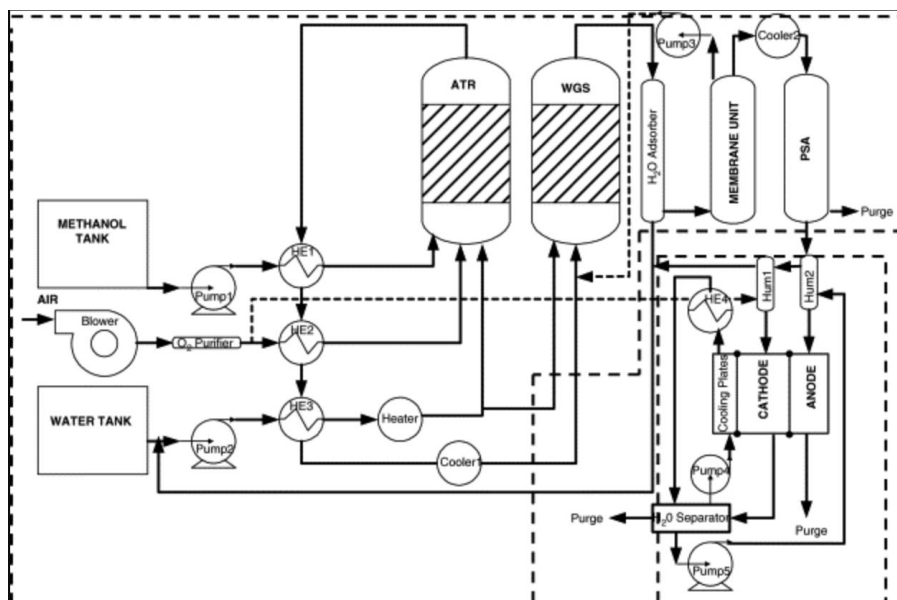 Pump3
Cooler2
ATR
WGS
H2O Adsorber
MEMBRANE UNIT
PSA
METHANOL
TANK
Purge
HE1
Pump1
AIR
Blower
O2 Purifier
HE2
Hum1
Hum2
HE4
WATER TANK
Pump2
HE3
Heater
Cooling Plates
CATHODE
ANODE
Cooler1
Pump4
Purge
20 Separator
Purge
Pump5